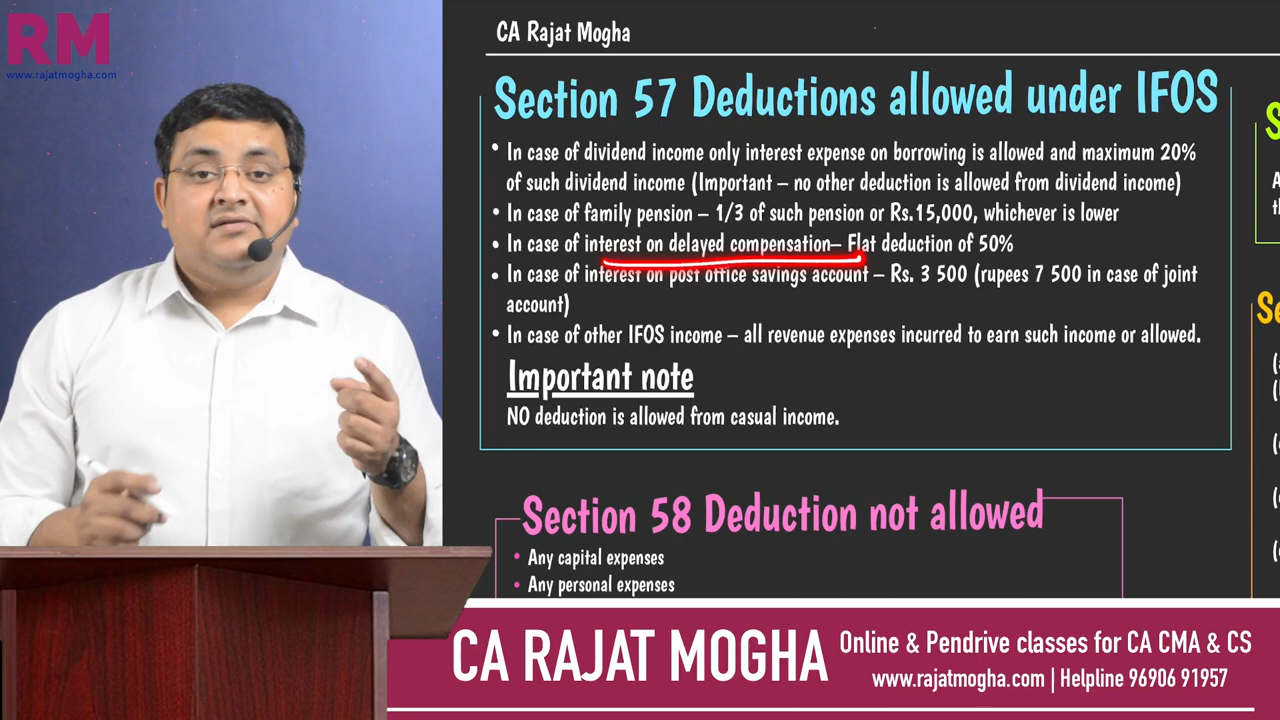 RM
www.rajatmogha.com
CA Rajat Mogha
Section 57 Deductions allowed under IFOS
• In case of dividend income only interest expense on borrowing is allowed and maximum 20%
of such dividend income (Important – no other deduction is allowed from dividend income)
• In case of family pension – 1/3 of such pension or Rs.15,000, whichever is lower
• In case of interest on delayed compensation– Flat deduction of 50%
• In case of interest on post office savings account – Rs. 3 500 (rupees 7 500 in case of joint
account)
• In case of other IFOS income – all revenue expenses incurred to earn such income or allowed.
Important note
NO deduction is allowed from casual income.
Section 58 Deduction not allowed
• Any capital expenses
• Any personal expenses
CA RAJAT MOGHA
Online & Pendrive classes for CA CMA & CS
www.rajatmogha.com | Helpline 96906 91957